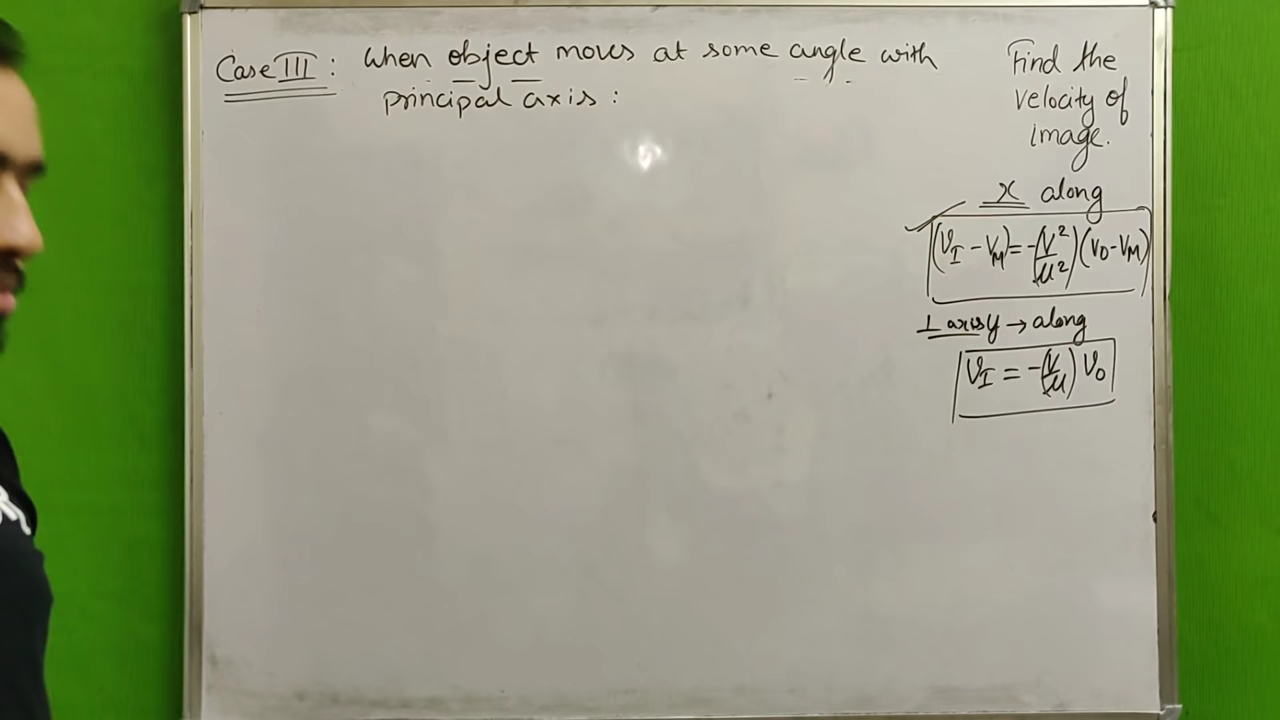 Case III : When object moves at some angle with
principal axis :
Find the
velocity of
image.
x along
(V_I - V_M) = -(V²/u²)(V_O - V_M)
⊥ axis y → along
V_I = -(V/u) V_O